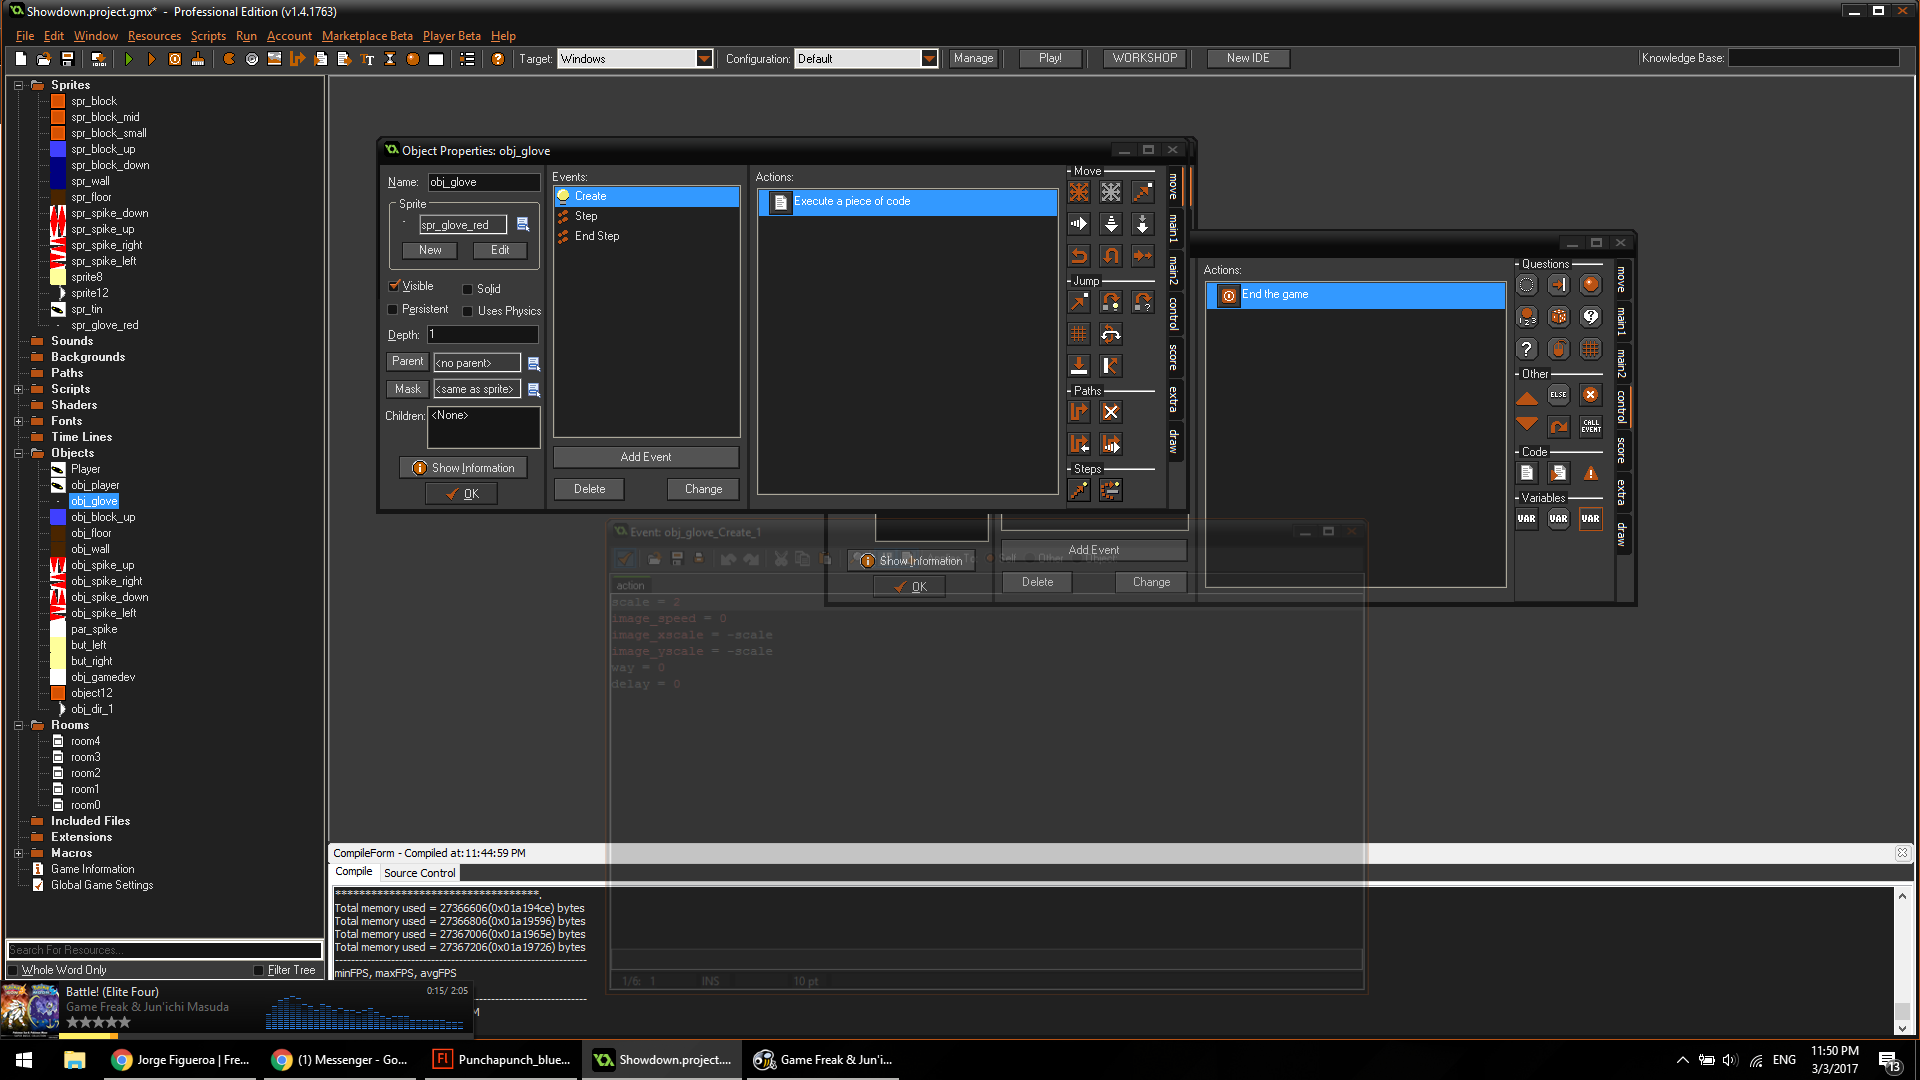 Showdown.project.gmx* - Professional Edition (v1.4.1763)
File Edit Window Resources Scripts Run Account Marketplace Beta Player Beta Help
Target: Windows Configuration: Default Manage Play! WORKSHOP New IDE Knowledge Base:
Sprites
spr_block
spr_block_mid
spr_block_small
spr_block_up
spr_block_down
spr_wall
spr_floor
spr_spike_down
spr_spike_up
spr_spike_right
spr_spike_left
sprite8
sprite12
spr_tin
spr_glove_red
Sounds
Backgrounds
Paths
Scripts
Shaders
Fonts
Time Lines
Objects
Player
obj_player
obj_glove
obj_block_up
obj_floor
obj_wall
obj_spike_up
obj_spike_right
obj_spike_down
obj_spike_left
par_spike
but_left
but_right
obj_gamedev
object12
obj_dir_1
Rooms
room4
room3
room2
room1
room0
Included Files
Extensions
Macros
Game Information
Global Game Settings
Search For Resources...
Whole Word Only Filter Tree
Object Properties: obj_glove
Name: obj_glove
Sprite
spr_glove_red
New Edit
Visible Solid
Persistent Uses Physics
Depth: 1
Parent <no parent>
Mask <same as sprite>
Children: <None>
Show Information
OK
Events:
Create
Step
End Step
Add Event
Delete Change
Actions:
Execute a piece of code
Move
Jump
Paths
Steps
move
main1
main2
control
score
extra
draw
Actions:
End the game
Questions
Other
ELSE
CALL EVENT
Code
Variables
VAR VAR VAR
move
main1
main2
control
score
extra
draw
Show Information
OK
Add Event
Delete Change
Event: obj_glove_Create_1
action
scale = 2
image_speed = 0
image_xscale = -scale
image_yscale = -scale
way = 0
delay = 0
1/6: 1 INS 10 pt
CompileForm - Compiled at:11:44:59 PM
Compile Source Control
***********************************.
Total memory used = 27366606(0x01a194ce) bytes
Total memory used = 27366806(0x01a19596) bytes
Total memory used = 27367006(0x01a1965e) bytes
Total memory used = 27367206(0x01a19726) bytes
minFPS, maxFPS, avgFPS
Battle! (Elite Four) 0:15/ 2:05
Game Freak & Jun'ichi Masuda
Jorge Figueroa | Fre... (1) Messenger - Go... Punchapunch_blue... Showdown.project.... Game Freak & Jun'i...
ENG
11:50 PM
3/3/2017
13